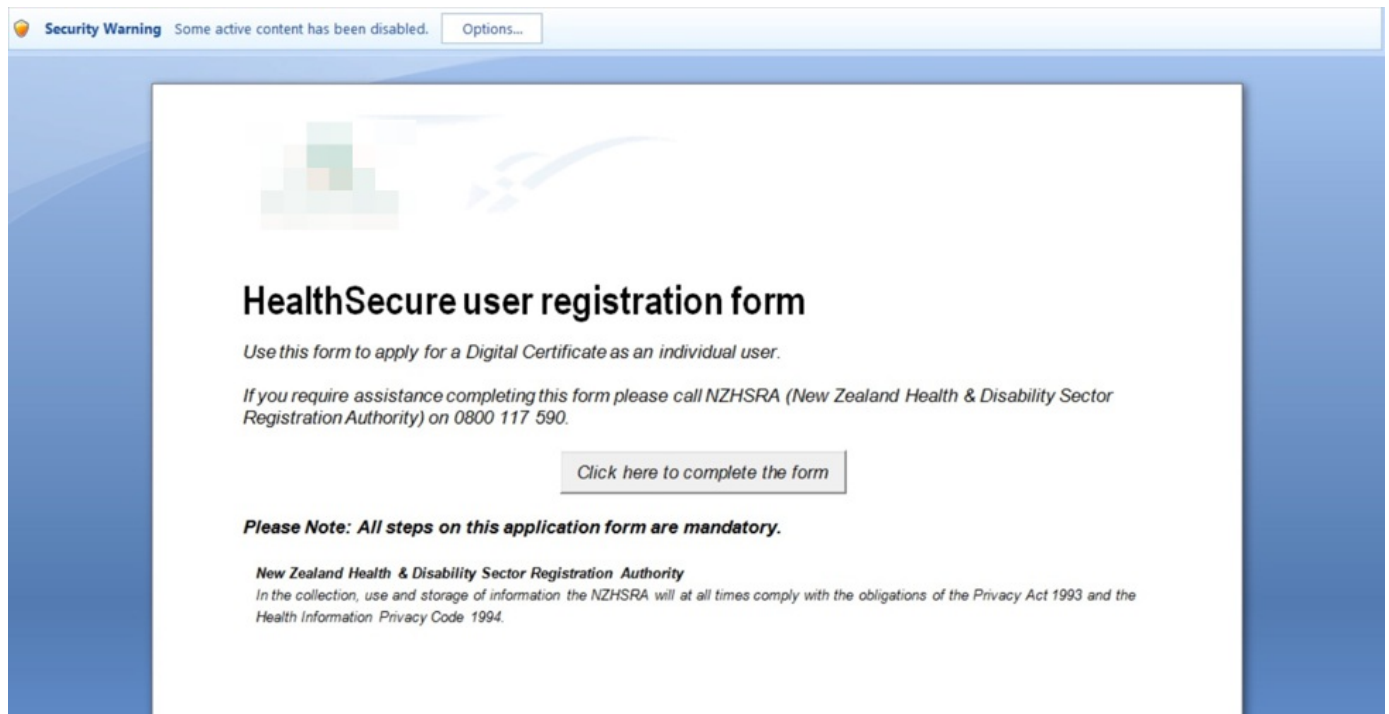 Security Warning Some active content has been disabled. Options...
HealthSecure user registration form
Use this form to apply for a Digital Certificate as an individual user.
If you require assistance completing this form please call NZHSRA (New Zealand Health & Disability Sector
Registration Authority) on 0800 117 590.
Click here to complete the form
Please Note: All steps on this application form are mandatory.
New Zealand Health & Disability Sector Registration Authority
In the collection, use and storage of information the NZHSRA will at all times comply with the obligations of the Privacy Act 1993 and the
Health Information Privacy Code 1994.